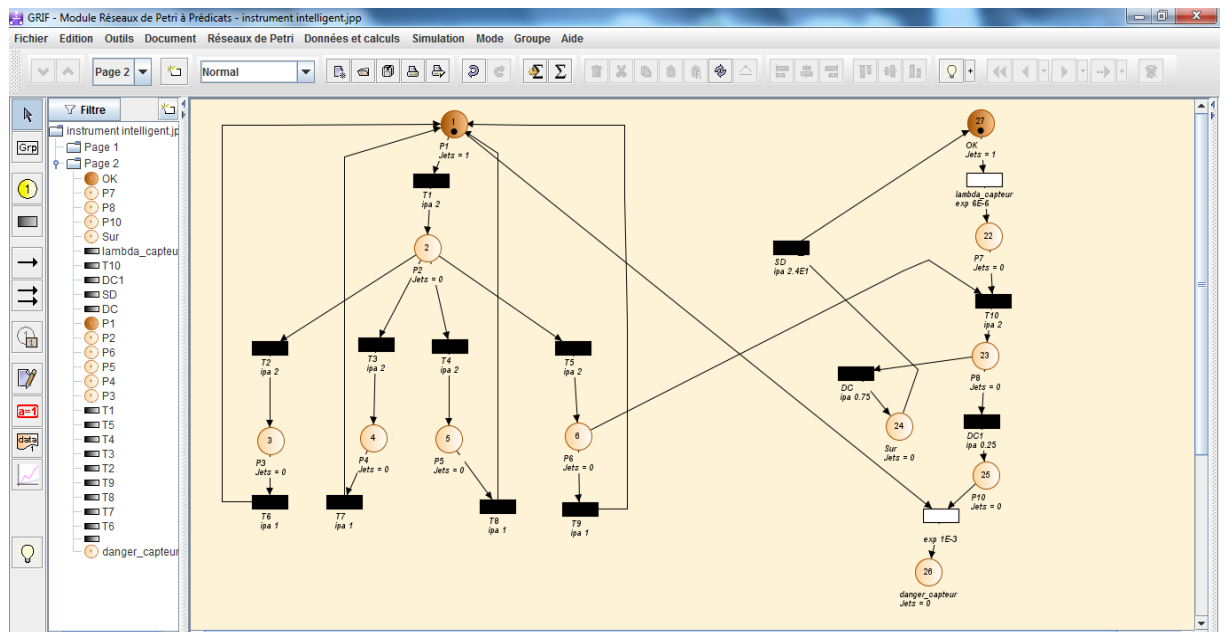 GRIF - Module Réseaux de Petri à Prédicats - instrument intelligent.jpp
Fichier Edition Outils Document Réseaux de Petri Données et calculs Simulation Mode Groupe Aide
Page 2 Normal
Filtre
instrument intelligent.jp
Page 1
Page 2
OK
P7
P8
P10
Sur
lambda_capteu
T10
DC1
SD
DC
P1
P2
P6
P5
P4
P3
T1
T5
T4
T3
T2
T9
T8
T7
T6
danger_capteur
Grp
1
a=1
data
1
P1
Jets = 1
T1
ipa 2
2
P2
Jets = 0
T2
ipa 2
T3
ipa 2
T4
ipa 2
T5
ipa 2
3
P3
Jets = 0
4
P4
Jets = 0
5
P5
Jets = 0
6
P6
Jets = 0
T6
ipa 1
T7
ipa 1
T8
ipa 1
T9
ipa 1
27
OK
Jets = 1
lambda_capteur
exp 6E-6
22
P7
Jets = 0
SD
ipa 2.4E1
T10
ipa 2
23
P8
Jets = 0
DC
ipa 0.75
24
Sur
Jets = 0
DC1
ipa 0.25
25
P10
Jets = 0
exp 1E-3
26
danger_capteur
Jets = 0